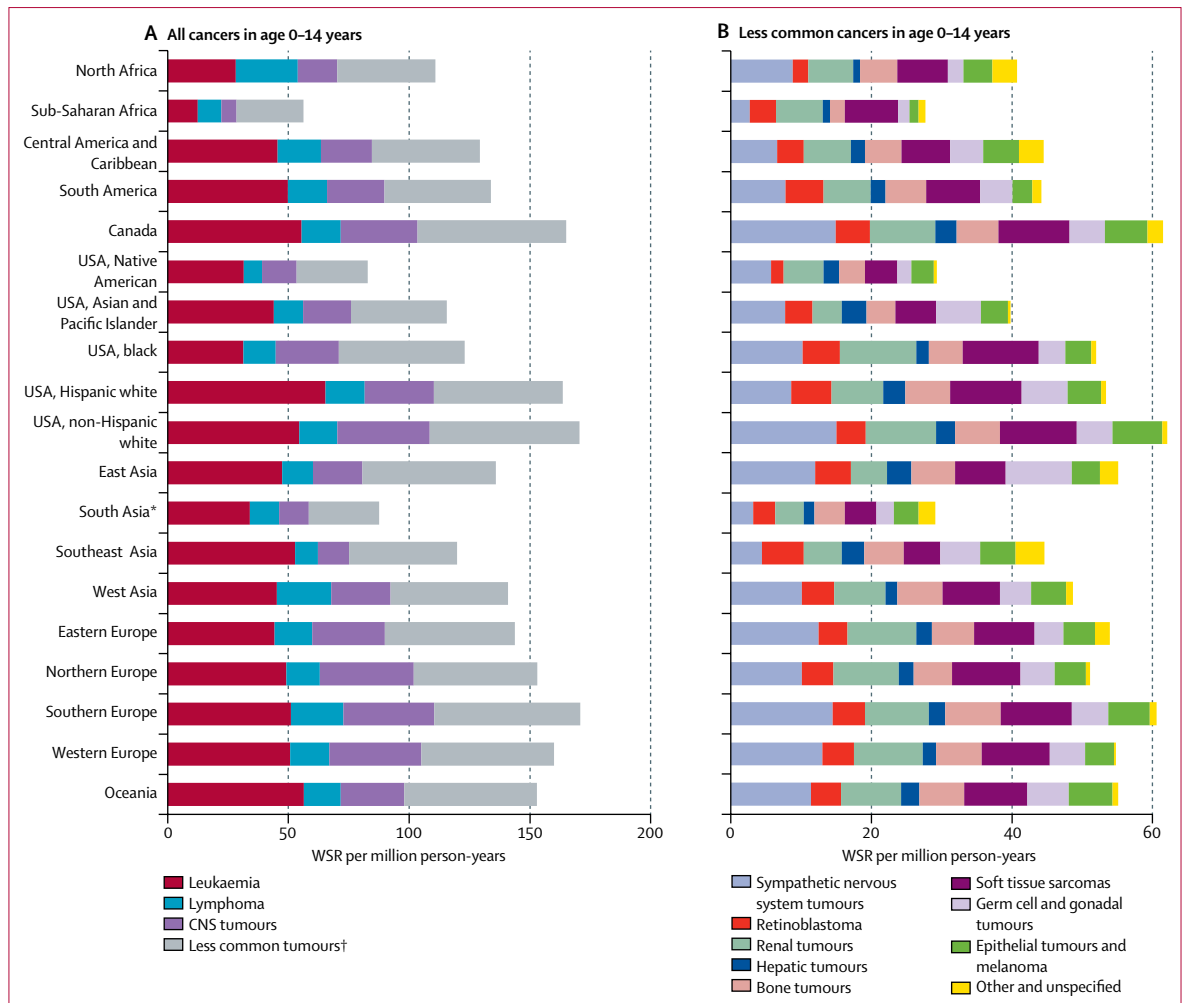 A All cancers in age 0–14 years
North Africa
Sub-Saharan Africa
Central America and
Caribbean
South America
Canada
USA, Native
American
USA, Asian and
Pacific Islander
USA, black
USA, Hispanic white
USA, non-Hispanic
white
East Asia
South Asia*
Southeast Asia
West Asia
Eastern Europe
Northern Europe
Southern Europe
Western Europe
Oceania
0 50 100 150 200
WSR per million person-years
Leukaemia
Lymphoma
CNS tumours
Less common tumours†
B Less common cancers in age 0–14 years
0 20 40 60
WSR per million person-years
Sympathetic nervous
system tumours
Retinoblastoma
Renal tumours
Hepatic tumours
Bone tumours
Soft tissue sarcomas
Germ cell and gonadal
tumours
Epithelial tumours and
melanoma
Other and unspecified